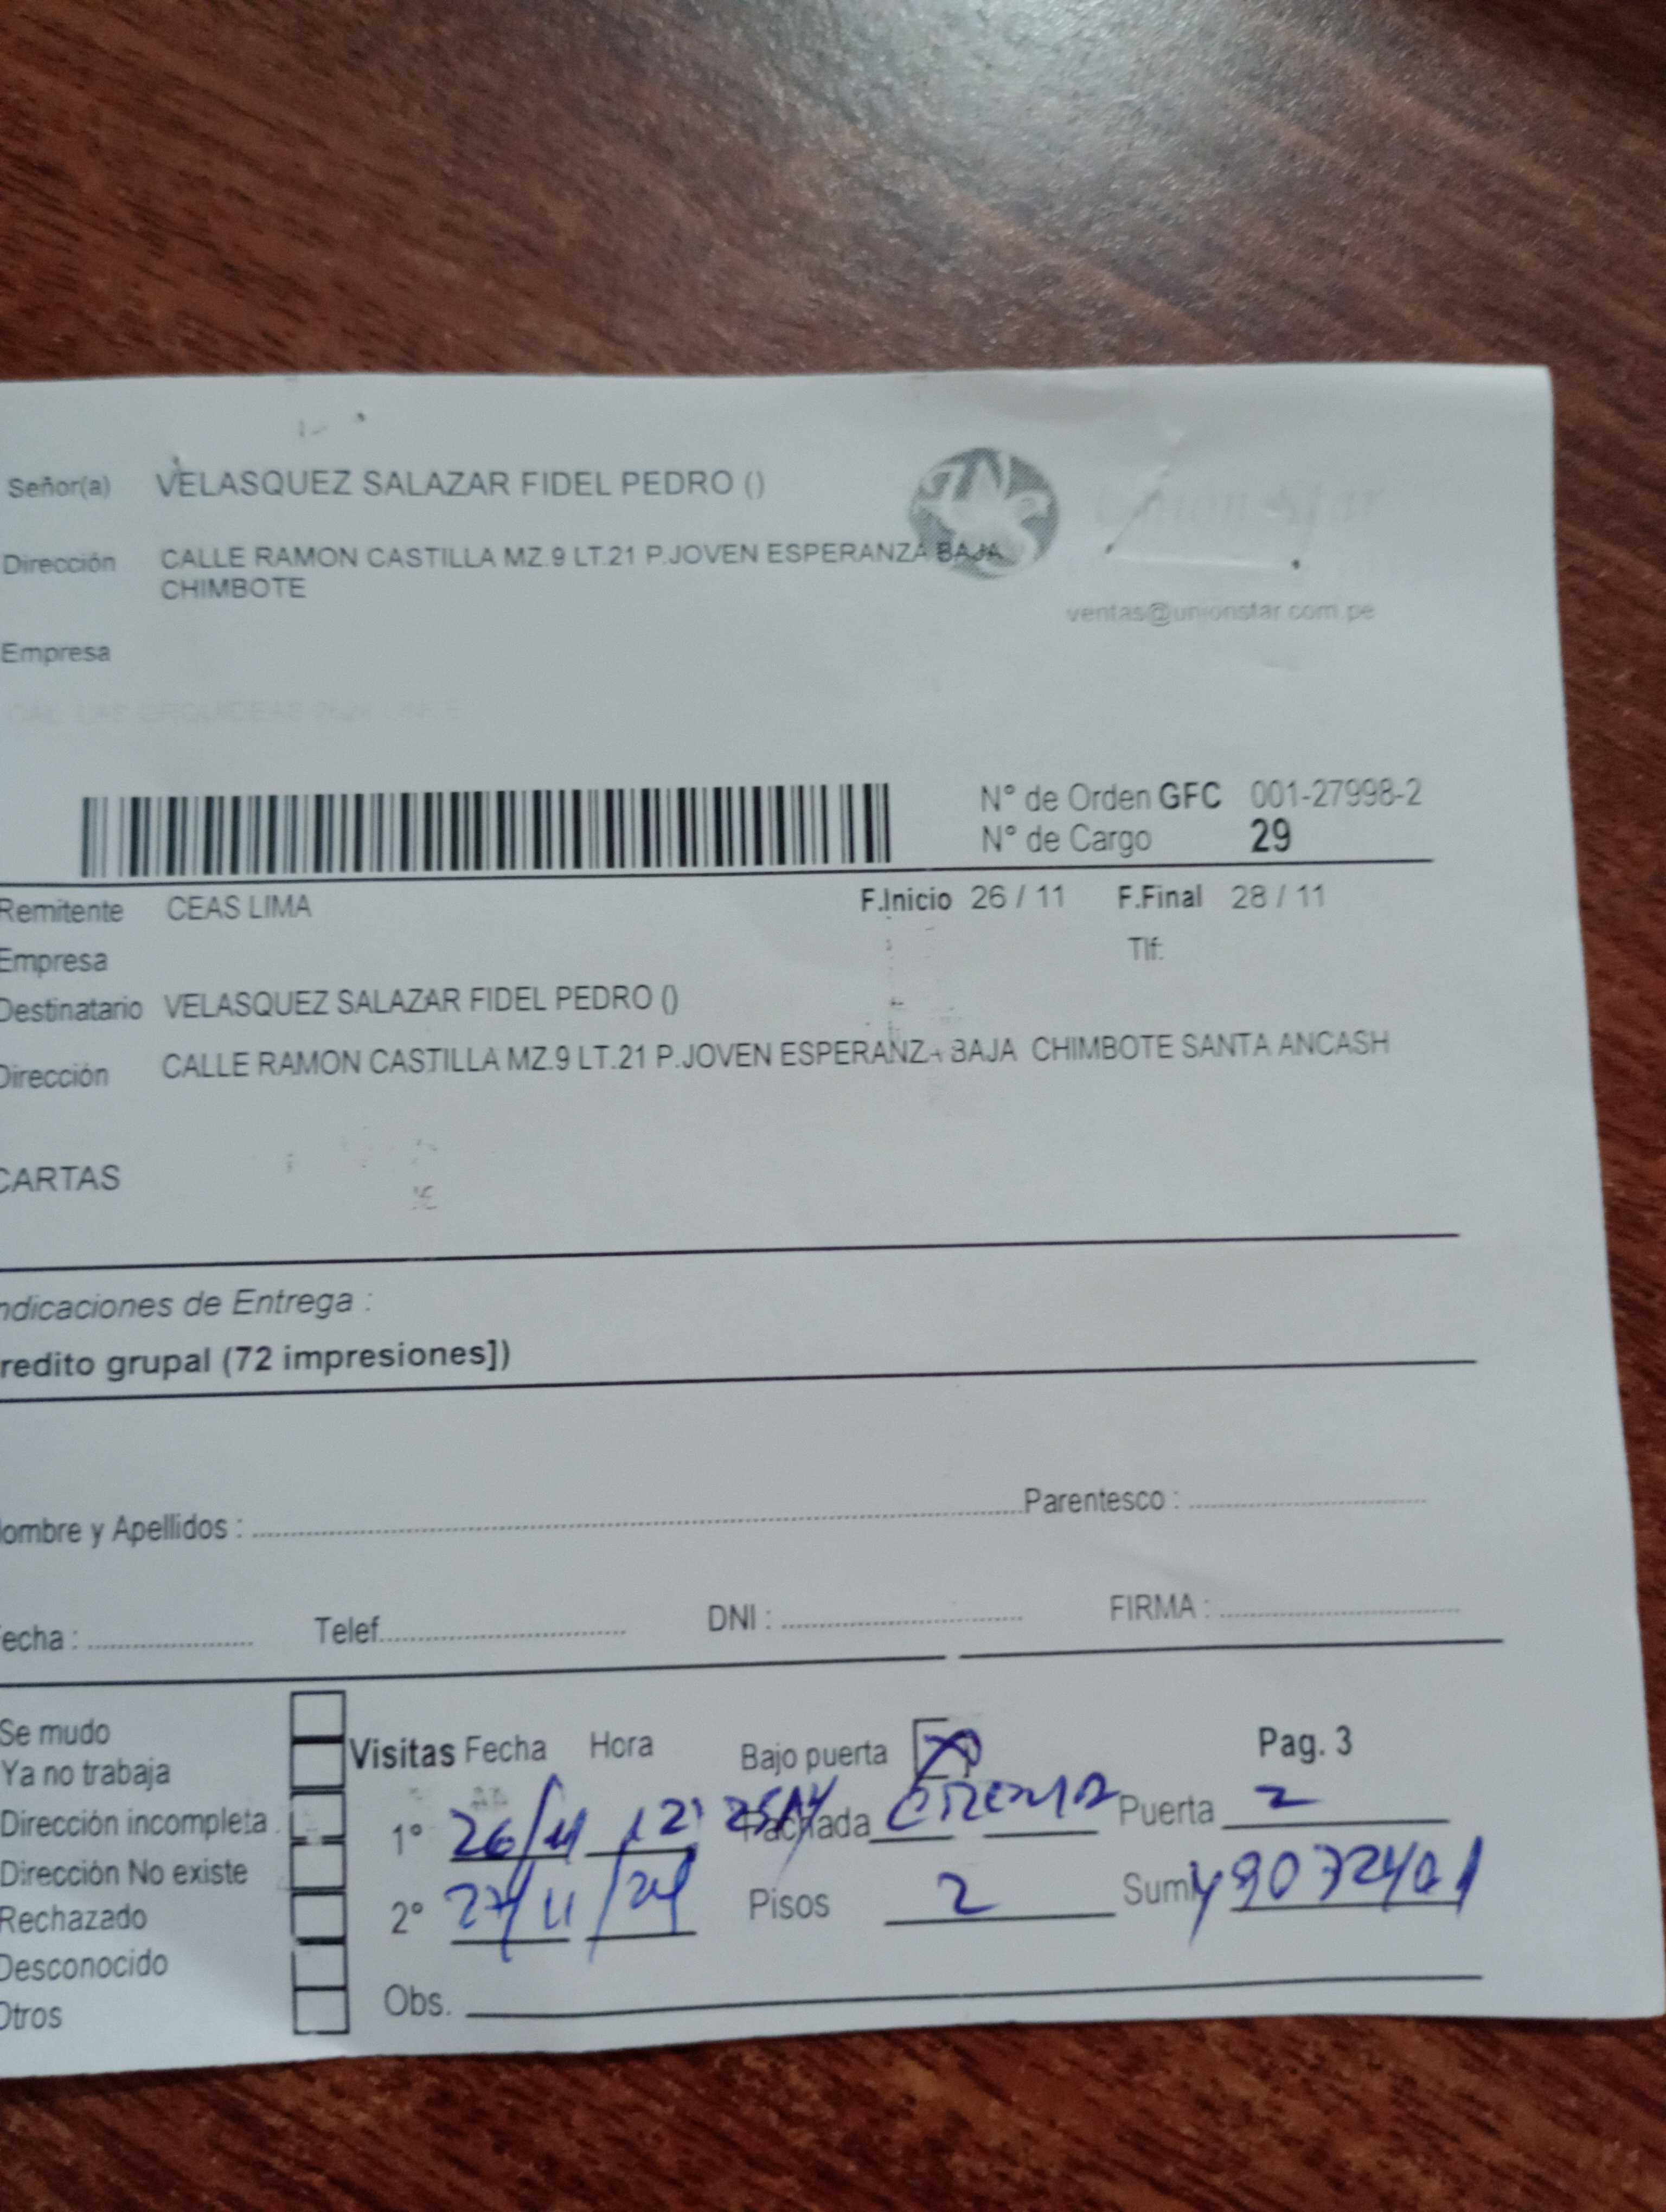 Señor(a) VELASQUEZ SALAZAR FIDEL PEDRO ()
Dirección CALLE RAMON CASTILLA MZ.9 LT.21 P.JOVEN ESPERANZA BAJA
CHIMBOTE
ventas@unionstar.com.pe
Empresa
N° de Orden GFC 001-27998-2
N° de Cargo 29
Remitente CEAS LIMA F.Inicio 26 / 11 F.Final 28 / 11
Empresa Tlf:
Destinatario VELASQUEZ SALAZAR FIDEL PEDRO ()
Dirección CALLE RAMON CASTILLA MZ.9 LT.21 P.JOVEN ESPERANZA BAJA CHIMBOTE SANTA ANCASH
CARTAS
ndicaciones de Entrega :
redito grupal (72 impresiones])
ombre y Apellidos : Parentesco :
echa : Telef. DNI : FIRMA :
Se mudo
Ya no trabaja
Dirección incompleta
Dirección No existe
Rechazado
Desconocido
Otros
Visitas Fecha Hora Bajo puerta Pag. 3
1° 26/11 Fachada Puerta 2
2° 27/11/24 Pisos 2 Sum
Obs.